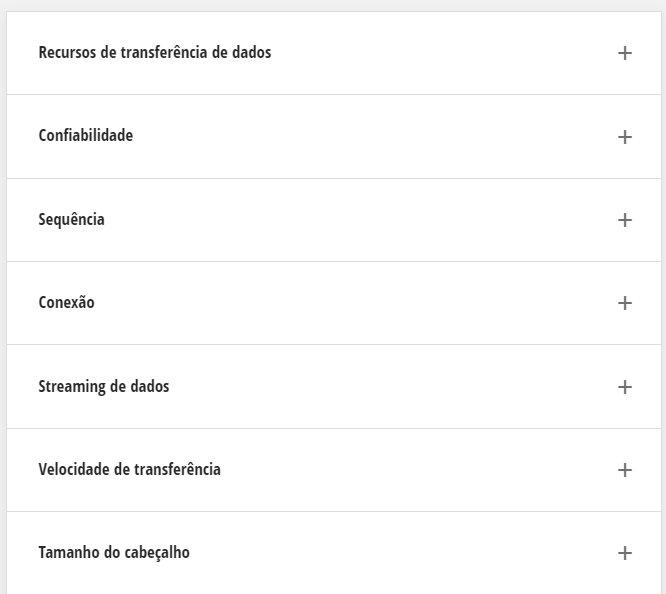 Recursos de transferência de dados
Confiabilidade
Sequência
Conexão
Streaming de dados
Velocidade de transferência
Tamanho do cabeçalho